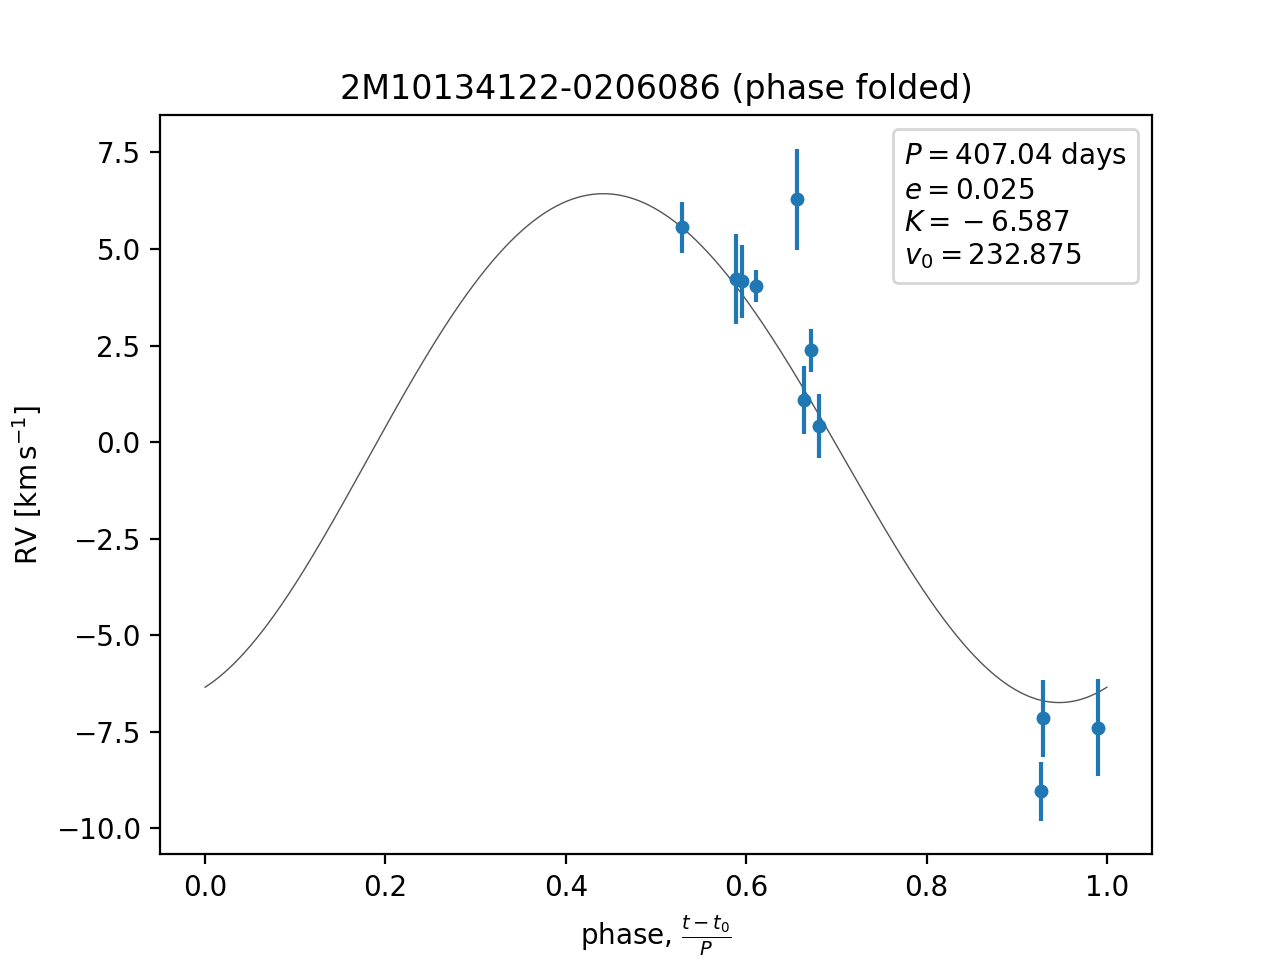 2M10134122-0206086 (phase folded)
P = 407.04 days
e = 0.025
K = −6.587
v₀ = 232.875
7.5
5.0
2.5
0.0
−2.5
−5.0
−7.5
−10.0
RV [km s⁻¹]
0.0 0.2 0.4 0.6 0.8 1.0
phase, (t − t₀)/P